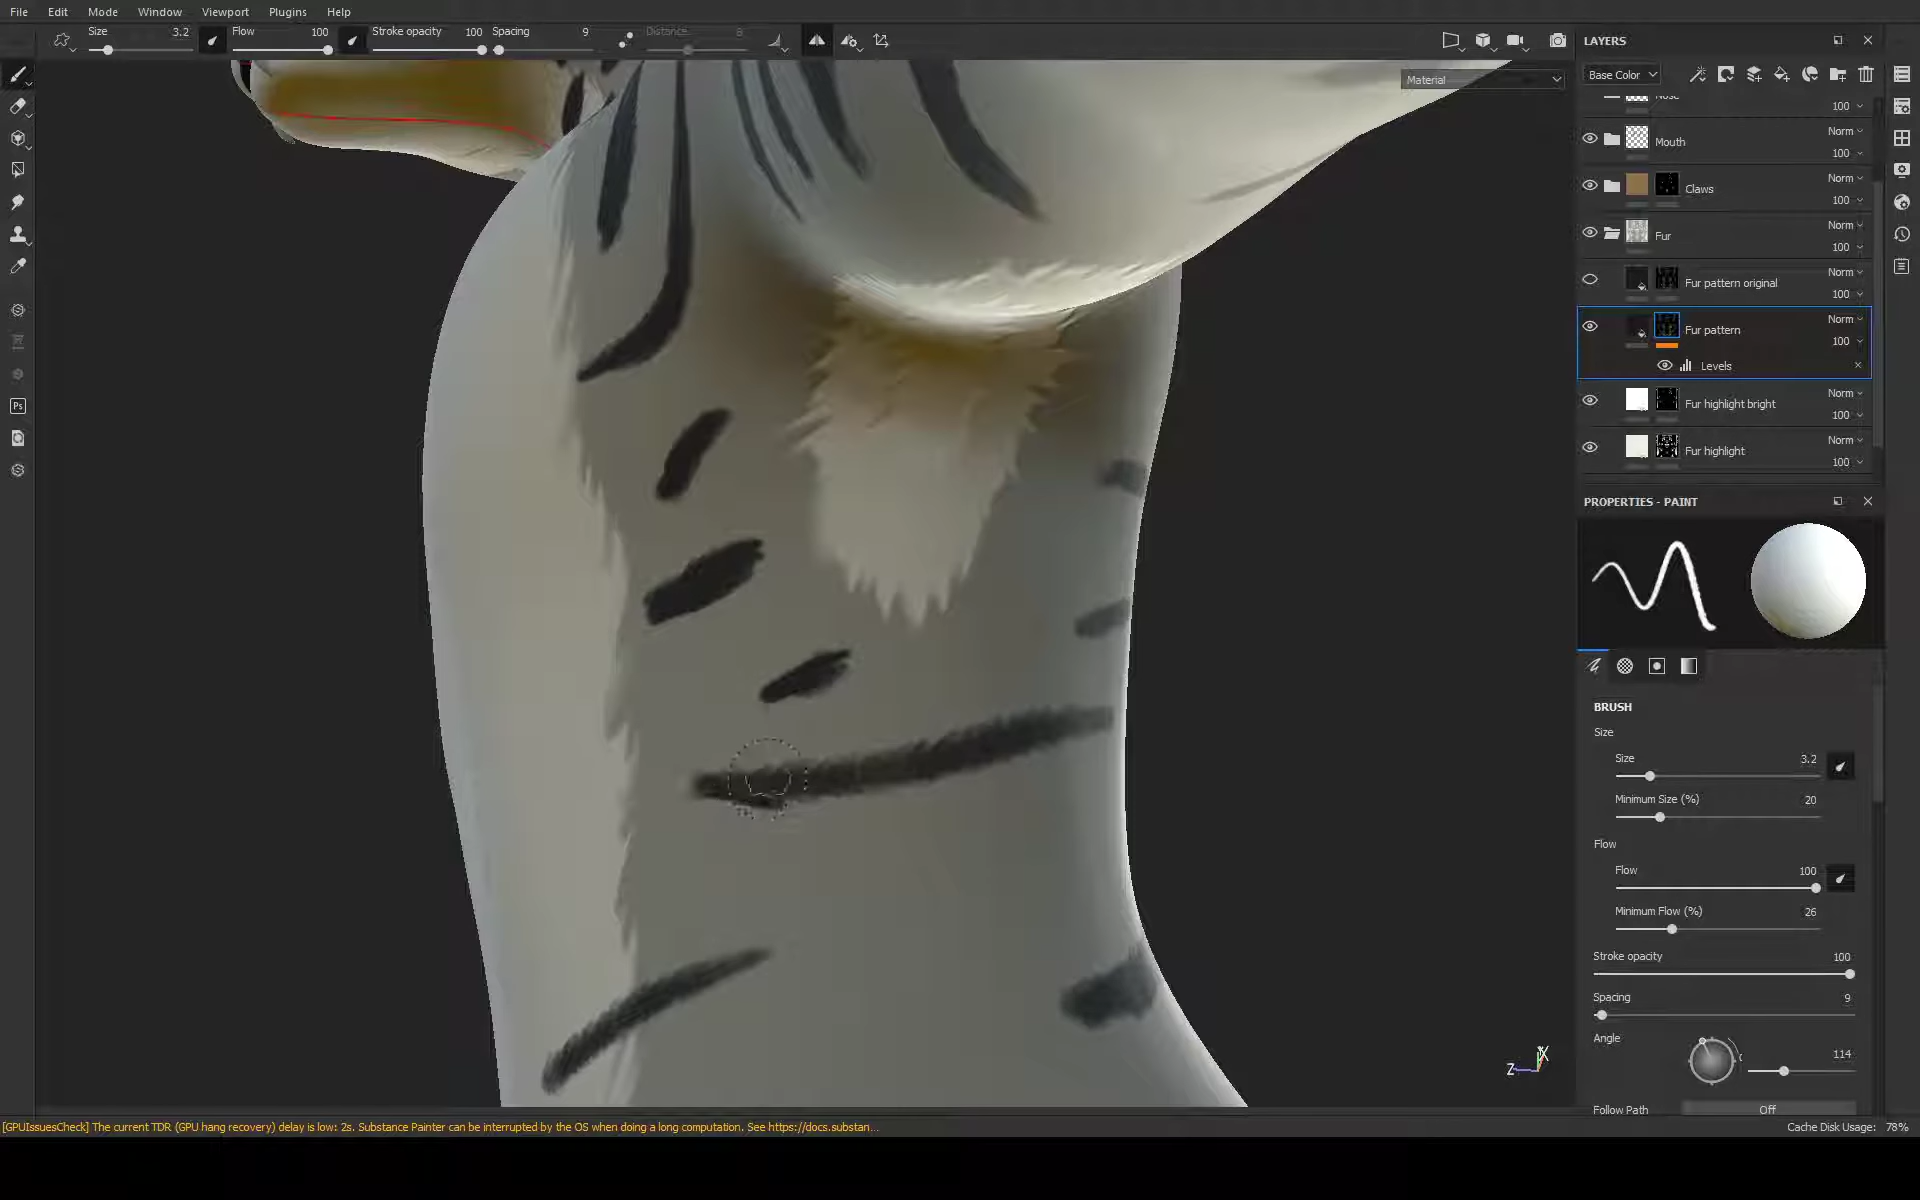 File Edit Mode Window Viewport Plugins Help
Size 3.2 Flow 100 Stroke opacity 100 Spacing 9 Distance 8
Material
LAYERS
Base Color
Nose
100
Norm
Mouth
100
Norm
Claws
100
Norm
Fur
100
Norm
Fur pattern original
100
Norm
Fur pattern
100
Levels
Norm
Fur highlight bright
100
Norm
Fur highlight
100
PROPERTIES - PAINT
BRUSH
Size
Size 3.2
Minimum Size (%) 20
Flow
Flow 100
Minimum Flow (%) 26
Stroke opacity 100
Spacing 9
Angle
114
Follow Path Off
Ps
Z X
[GPUIssuesCheck] The current TDR (GPU hang recovery) delay is low: 2s. Substance Painter can be interrupted by the OS when doing a long computation. See https://docs.substan...
Cache Disk Usage: 78%